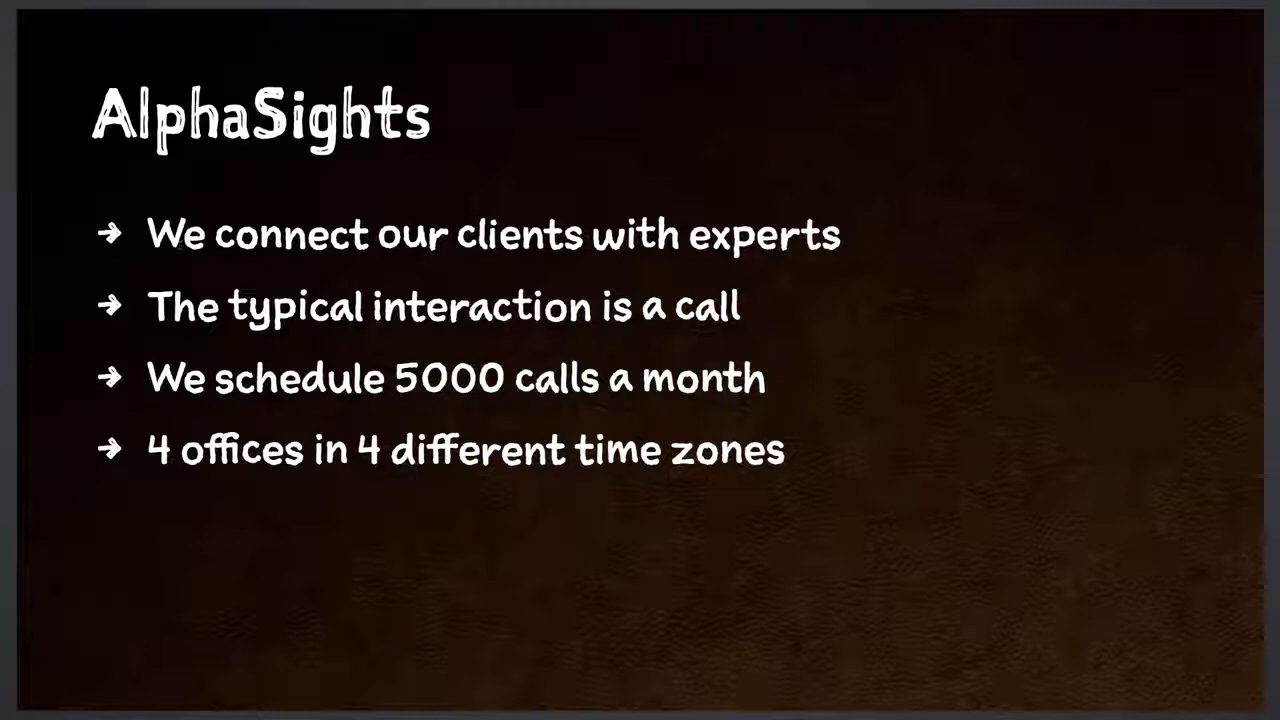 AlphaSights
→ We connect our clients with experts
→ The typical interaction is a call
→ We schedule 5000 calls a month
→ 4 offices in 4 different time zones